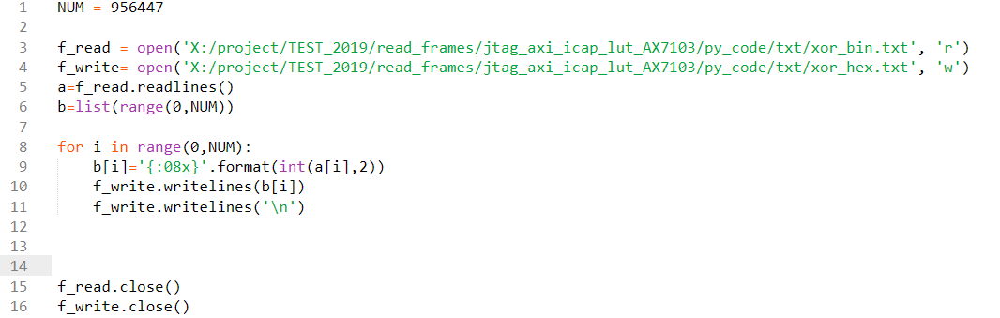 1 NUM = 956447
2
3 f_read = open('X:/project/TEST_2019/read_frames/jtag_axi_icap_lut_AX7103/py_code/txt/xor_bin.txt', 'r')
4 f_write= open('X:/project/TEST_2019/read_frames/jtag_axi_icap_lut_AX7103/py_code/txt/xor_hex.txt', 'w')
5 a=f_read.readlines()
6 b=list(range(0,NUM))
7
8 for i in range(0,NUM):
9     b[i]='{:08x}'.format(int(a[i],2))
10     f_write.writelines(b[i])
11     f_write.writelines('\n')
12
13
14
15 f_read.close()
16 f_write.close()